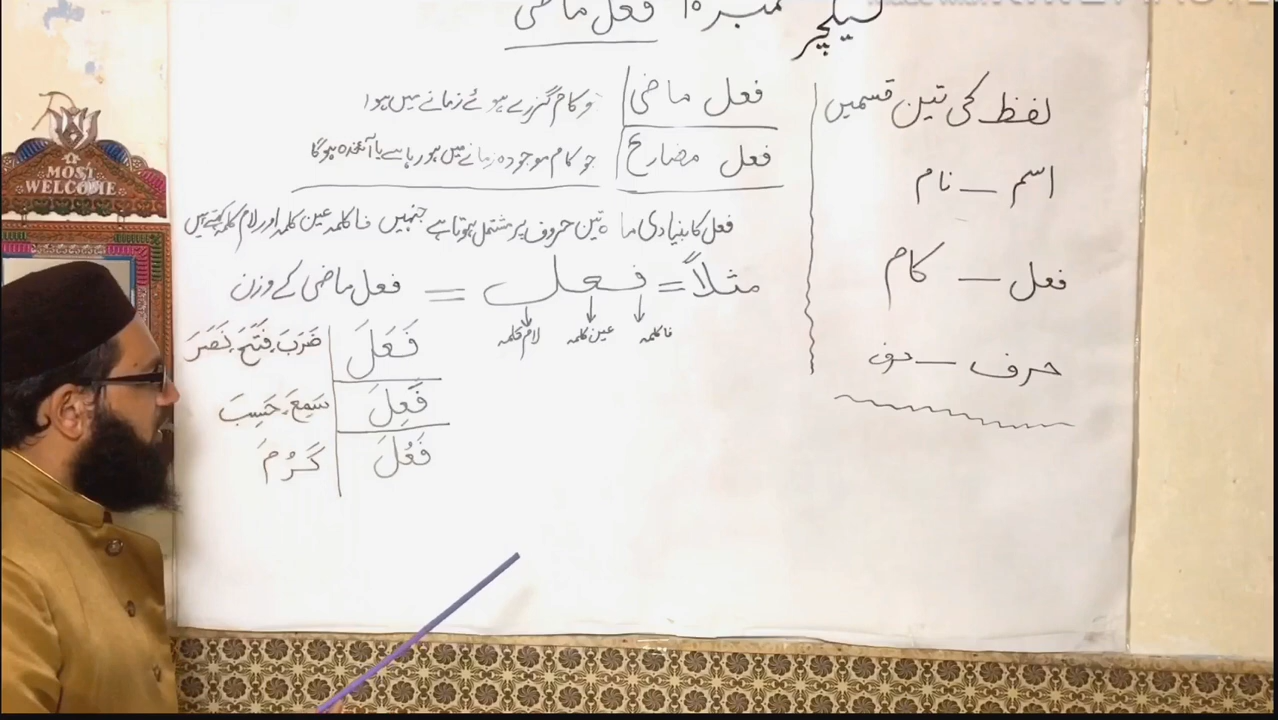 لیکچر نمبر ۱۵ فعل ماضی
لفظ کی تین قسمیں
اسم — نام
فعل — کام
حرف — حرف
فعل ماضی | وہ کام گزرے ہوئے زمانے میں ہوا
فعل مضارع | جو کام موجودہ زمانے میں ہو رہا ہے یا آئندہ ہوگا
فعل کا بنیادی مادہ تین حروف پر مشتمل ہوتا ہے جنہیں فا کلمہ عین کلمہ اور لام کلمہ کہتے ہیں
مثلاً = فعل = فعل ماضی کے وزن
فا کلمہ عین کلمہ لام کلمہ
فَعَلَ | ضَرَبَ۔ فَتَحَ۔ نَصَرَ
فَعِلَ | سَمِعَ۔ حَسِبَ
فَعُلَ | کَرُمَ
MOST
WELCOME